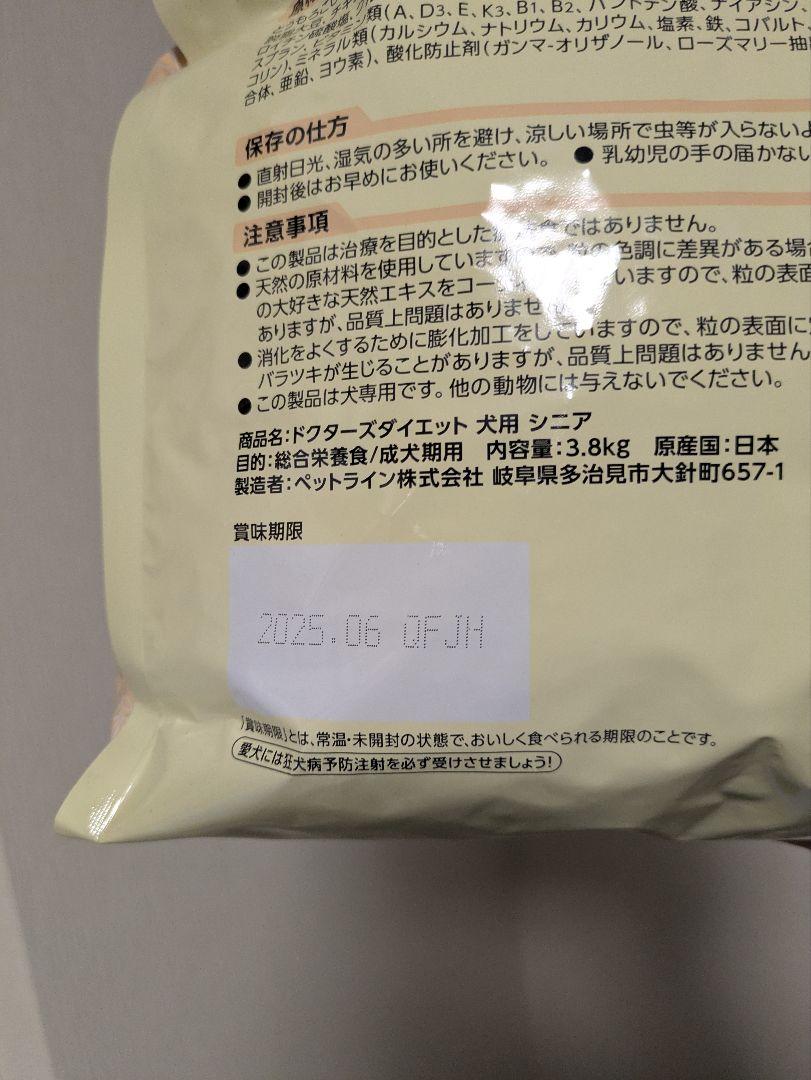 類(A、D3、E、K3、B1、B2、パントテン酸、ナイアシン、
ミネラル類(カルシウム、ナトリウム、カリウム、塩素、鉄、コバルト、
コリン)、
合体、亜鉛、ヨウ素)、酸化防止剤(ガンマ-オリザノール、ローズマリー抽
保存の仕方
● 直射日光、湿気の多い所を避け、涼しい場所で虫等が入らないよ
● 開封後はお早めにお使いください。 ● 乳幼児の手の届かない
注意事項
● この製品は治療を目的とした ではありません。
● 天然の原材料を使用していますので、粒の色調に差異がある場合
の大好きな天然エキスをコー いますので、粒の表面
ありますが、品質上問題はありません。
● 消化をよくするために膨化加工をしていますので、粒の表面に
バラツキが生じることがありますが、品質上問題はありません
● この製品は犬専用です。他の動物には与えないでください。
商品名:ドクターズダイエット 犬用 シニア
目的:総合栄養食/成犬期用 内容量:3.8kg 原産国:日本
製造者:ペットライン株式会社 岐阜県多治見市大針町657-1
賞味期限
2025.06 QFJH
「賞味期限」とは、常温・未開封の状態で、おいしく食べられる期限のことです。
愛犬には狂犬病予防注射を必ず受けさせましょう!